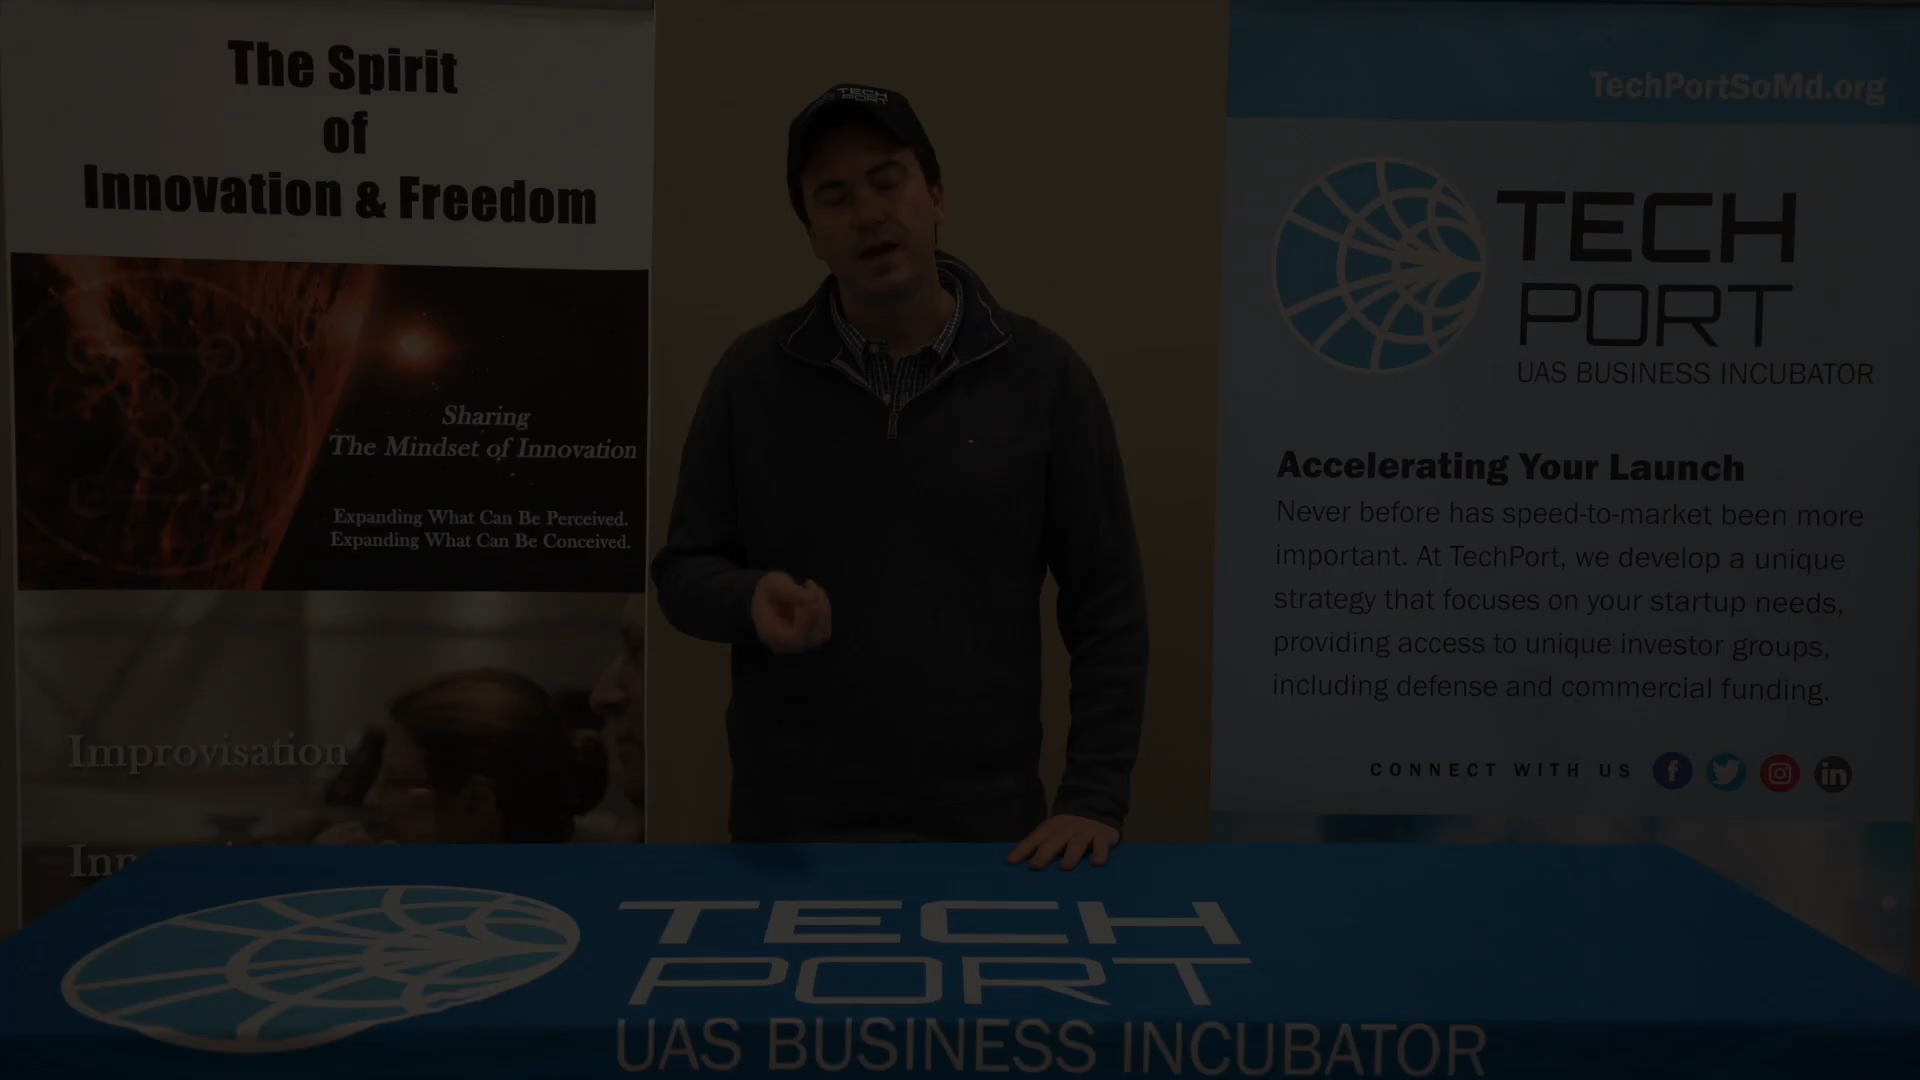 The Spirit
of
Innovation & Freedom
Sharing
The Mindset of Innovation
Expanding What Can Be Perceived.
Expanding What Can Be Conceived.
Improvisation
TECH
PORT
TechPortSoMd.org
TECH
PORT
UAS BUSINESS INCUBATOR
Accelerating Your Launch
Never before has speed-to-market been more
important. At TechPort, we develop a unique
strategy that focuses on your startup needs,
providing access to unique investor groups,
including defense and commercial funding.
CONNECT WITH US
TECH
PORT
UAS BUSINESS INCUBATOR